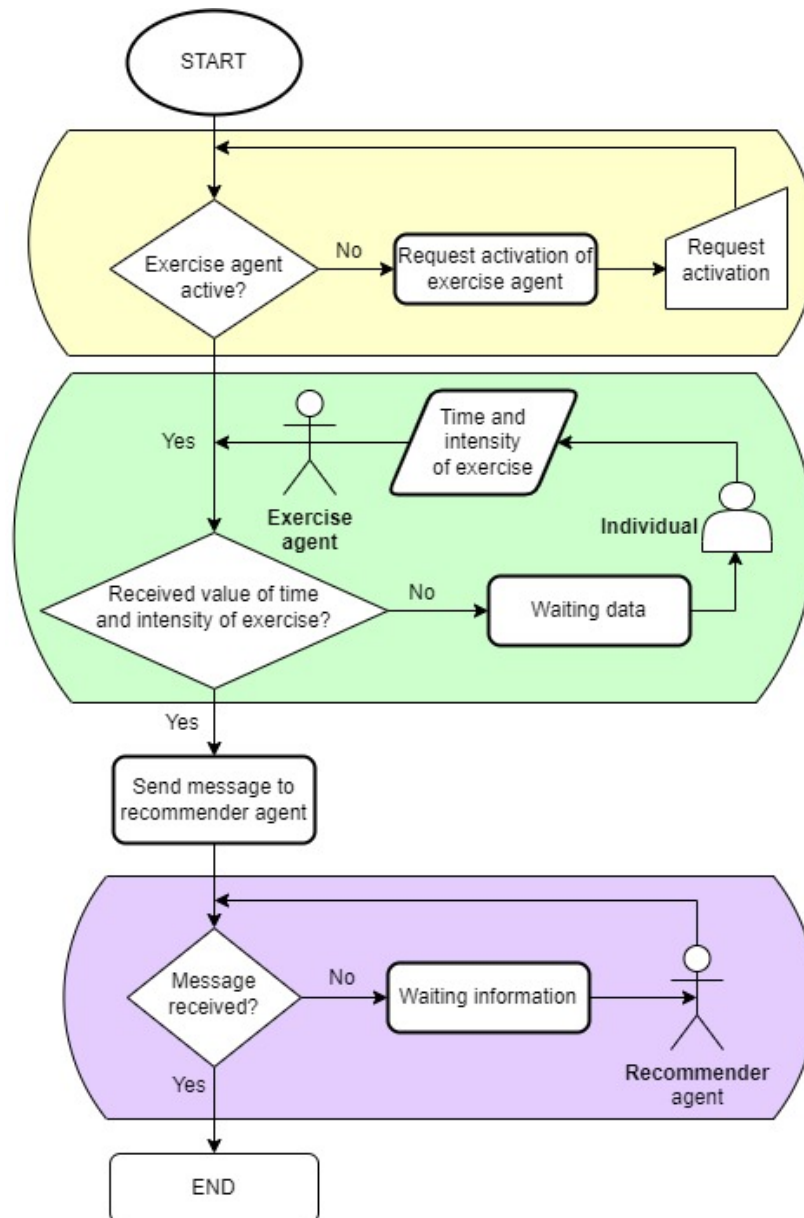 START
Exercise agent
active?
No
Request activation of
exercise agent
Request
activation
Yes
Time and
intensity
of exercise
Exercise
agent
Individual
Received value of time
and intensity of exercise?
No
Waiting data
Yes
Send message to
recommender agent
Message
received?
No
Waiting information
Recommender
agent
Yes
END